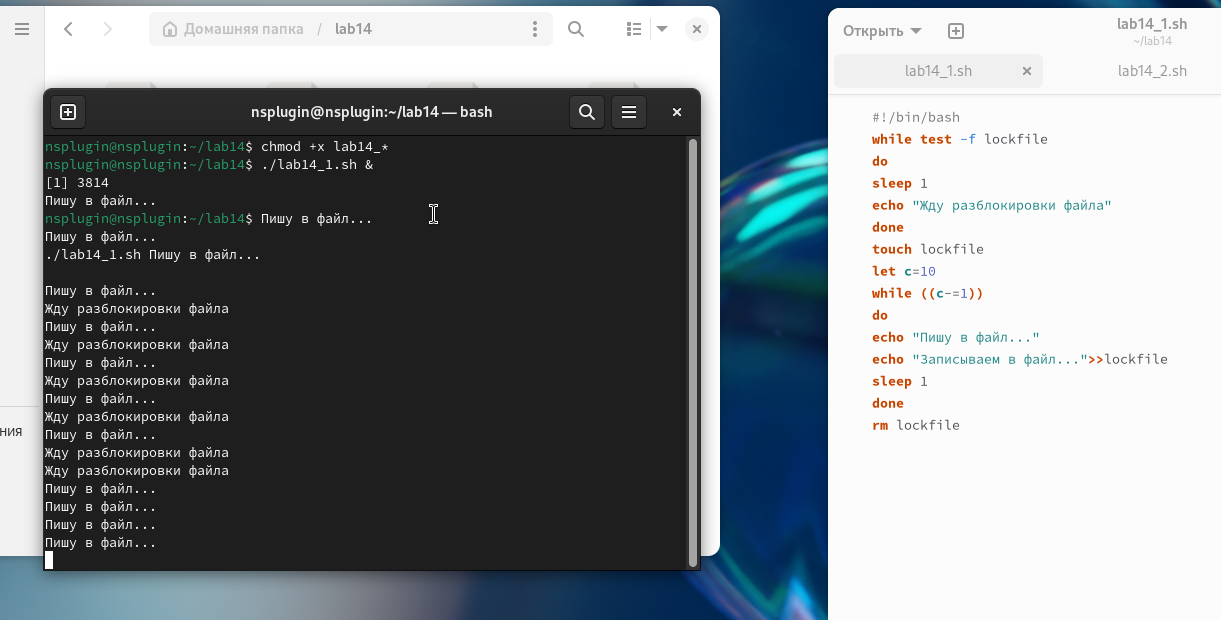 Домашняя папка / lab14
ния
nsplugin@nsplugin:~/lab14 — bash
nsplugin@nsplugin:~/lab14$ chmod +x lab14_*
nsplugin@nsplugin:~/lab14$ ./lab14_1.sh &
[1] 3814
Пишу в файл...
nsplugin@nsplugin:~/lab14$ Пишу в файл...
Пишу в файл...
./lab14_1.sh Пишу в файл...
Пишу в файл...
Жду разблокировки файла
Пишу в файл...
Жду разблокировки файла
Пишу в файл...
Жду разблокировки файла
Пишу в файл...
Жду разблокировки файла
Пишу в файл...
Жду разблокировки файла
Жду разблокировки файла
Пишу в файл...
Пишу в файл...
Пишу в файл...
Пишу в файл...
Открыть
lab14_1.sh
~/lab14
lab14_1.sh
lab14_2.sh
#!/bin/bash
while test -f lockfile
do
sleep 1
echo "Жду разблокировки файла"
done
touch lockfile
let c=10
while ((c-=1))
do
echo "Пишу в файл..."
echo "Записываем в файл...">>lockfile
sleep 1
done
rm lockfile